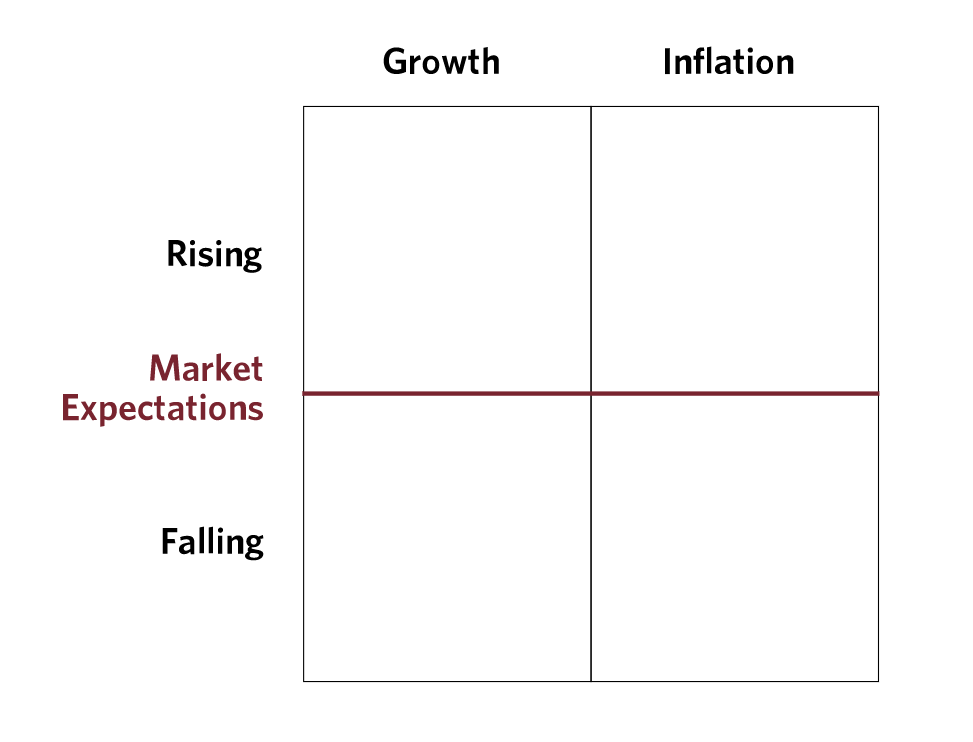 Growth Inflation
Rising
Market
Expectations
Falling